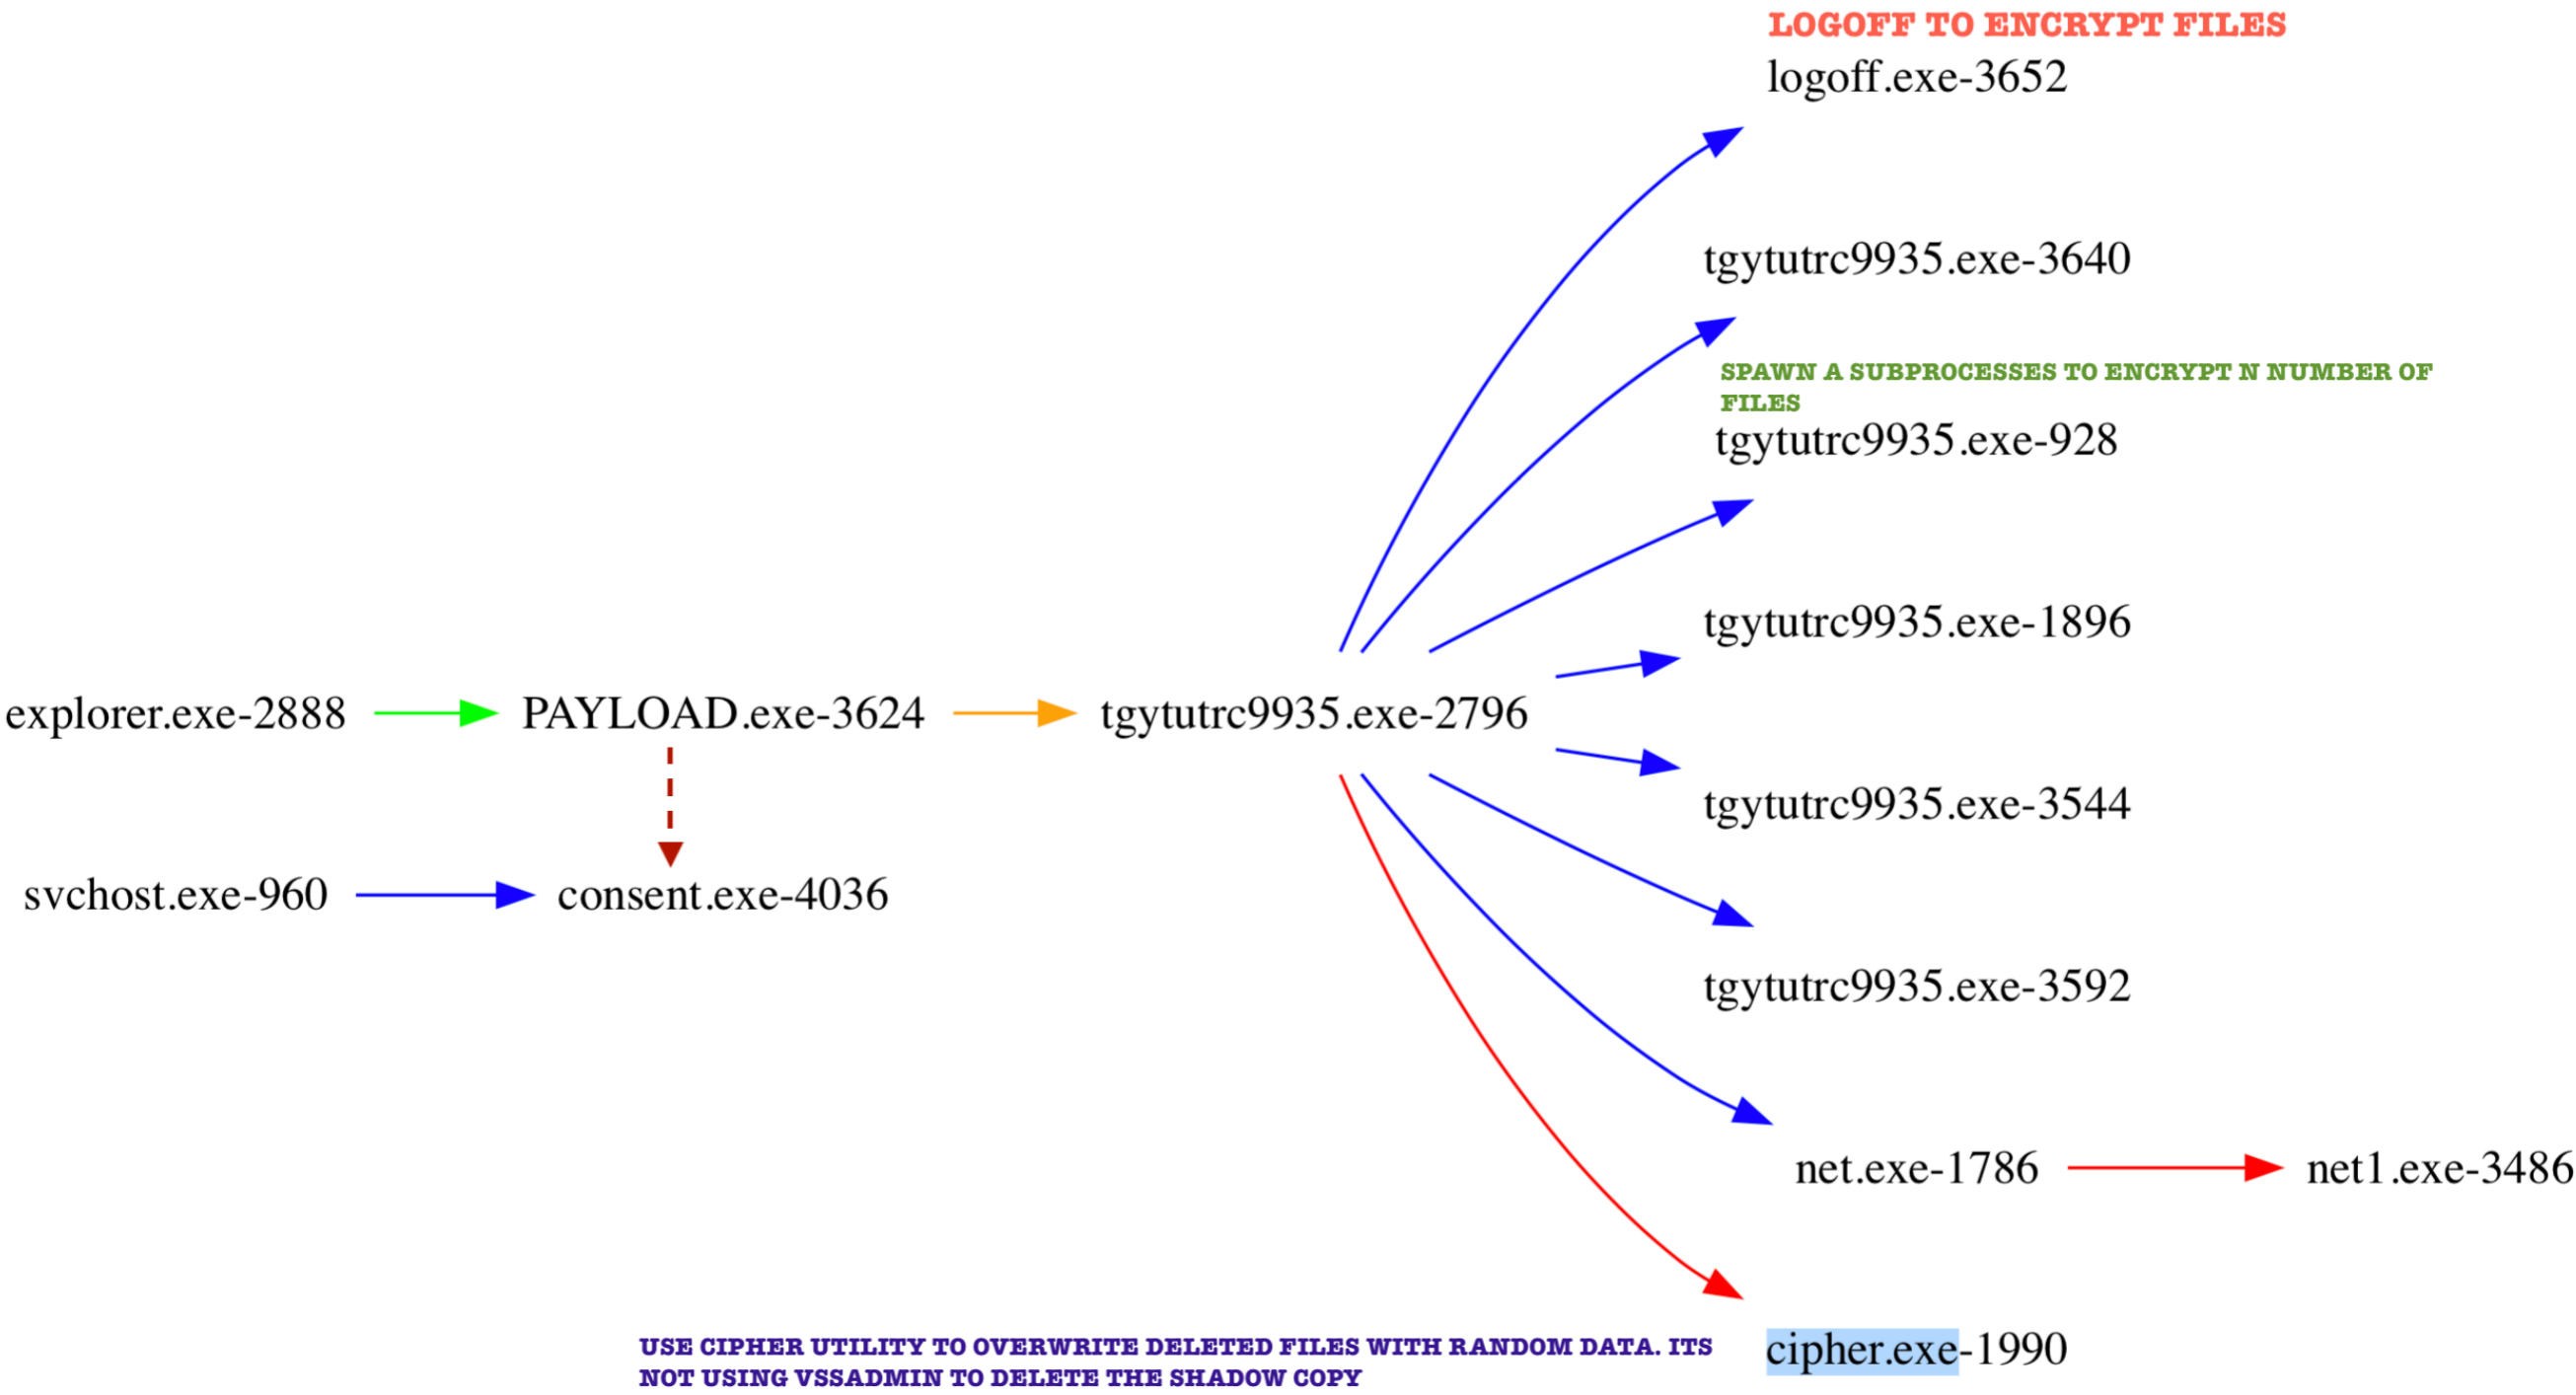 LOGOFF TO ENCRYPT FILES
logoff.exe-3652
tgytutrc9935.exe-3640
SPAWN A SUBPROCESSES TO ENCRYPT N NUMBER OF
FILES
tgytutrc9935.exe-928
tgytutrc9935.exe-1896
explorer.exe-2888
PAYLOAD.exe-3624
tgytutrc9935.exe-2796
tgytutrc9935.exe-3544
svchost.exe-960
consent.exe-4036
tgytutrc9935.exe-3592
net.exe-1786
net1.exe-3486
USE CIPHER UTILITY TO OVERWRITE DELETED FILES WITH RANDOM DATA. ITS
NOT USING VSSADMIN TO DELETE THE SHADOW COPY
cipher.exe-1990